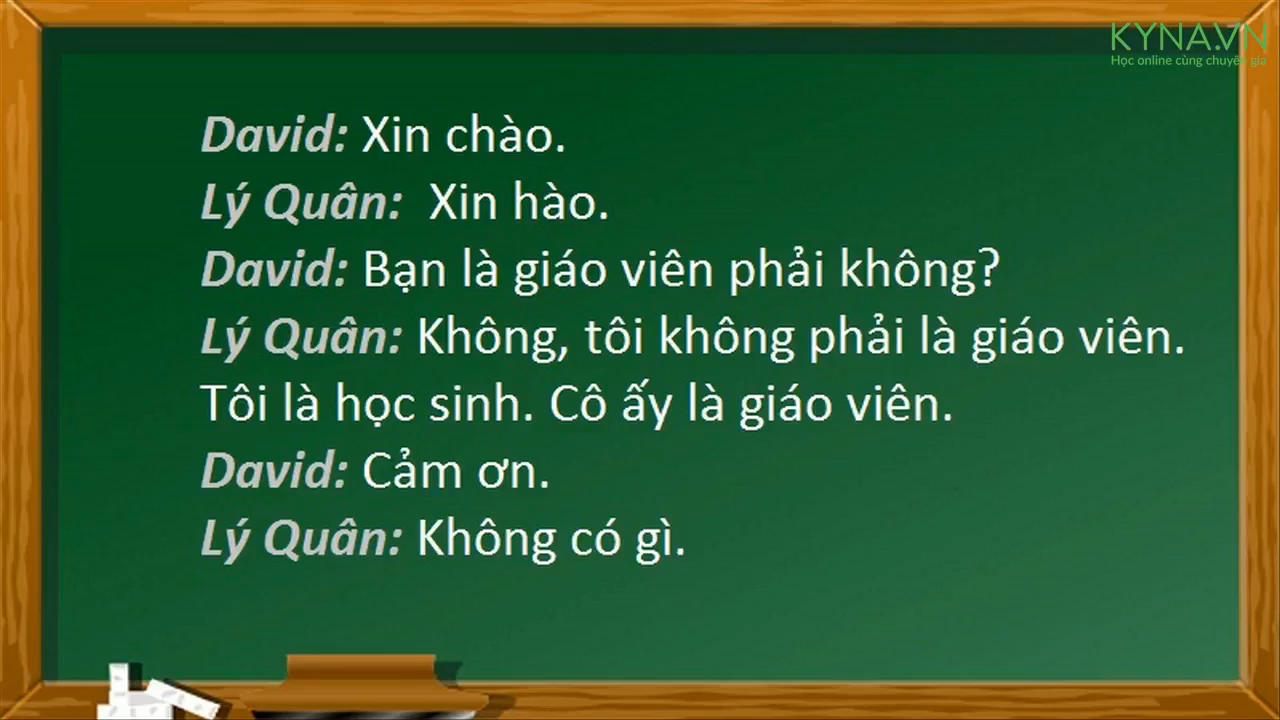 KYNA.VN
Học online cùng chuyên gia
David: Xin chào.
Lý Quân: Xin hào.
David: Bạn là giáo viên phải không?
Lý Quân: Không, tôi không phải là giáo viên.
Tôi là học sinh. Cô ấy là giáo viên.
David: Cảm ơn.
Lý Quân: Không có gì.